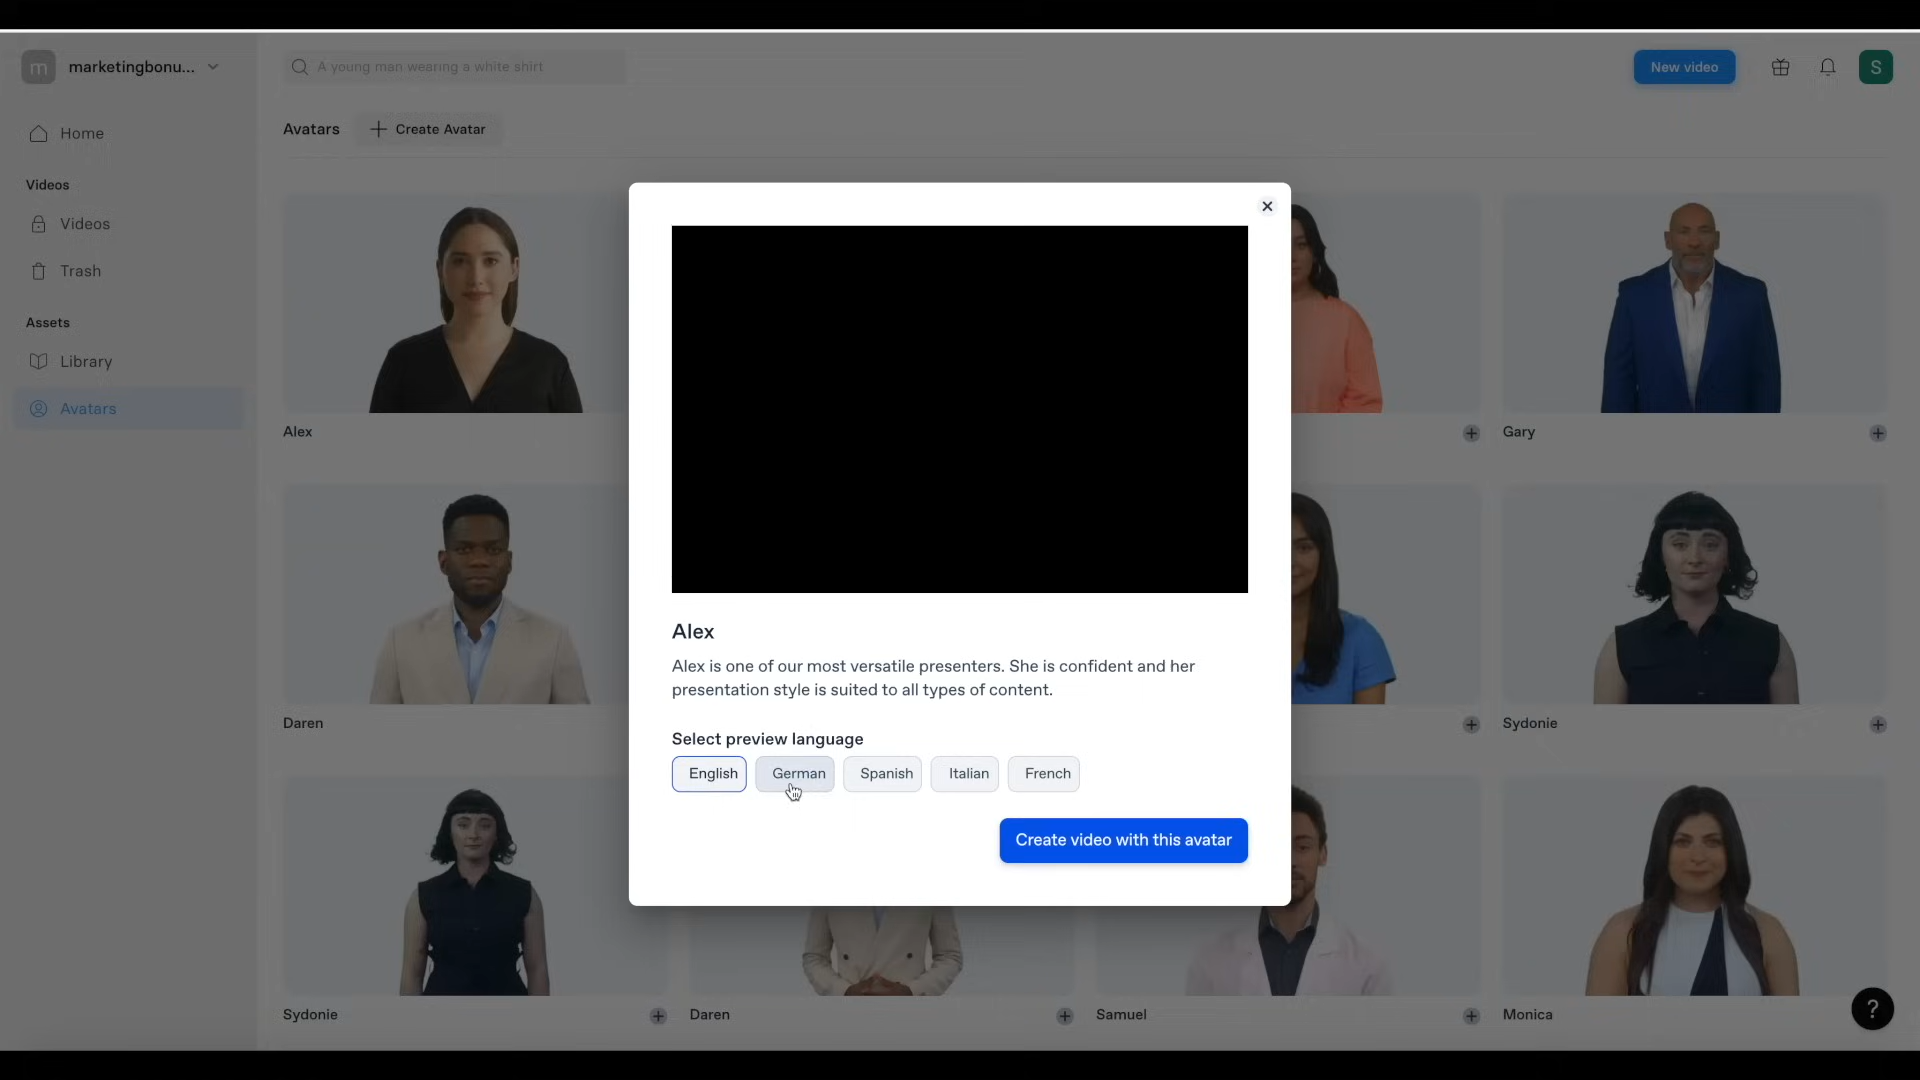 m marketingbonu...
A young man wearing a white shirt
New video
S
Home
Avatars
Create Avatar
Videos
Videos
Trash
Assets
Library
Avatars
Alex
Gary
Daren
Sydonie
Alex
Alex is one of our most versatile presenters. She is confident and her
presentation style is suited to all types of content.
Select preview language
English German Spanish Italian French
Create video with this avatar
Sydonie
Daren
Samuel
Monica
?